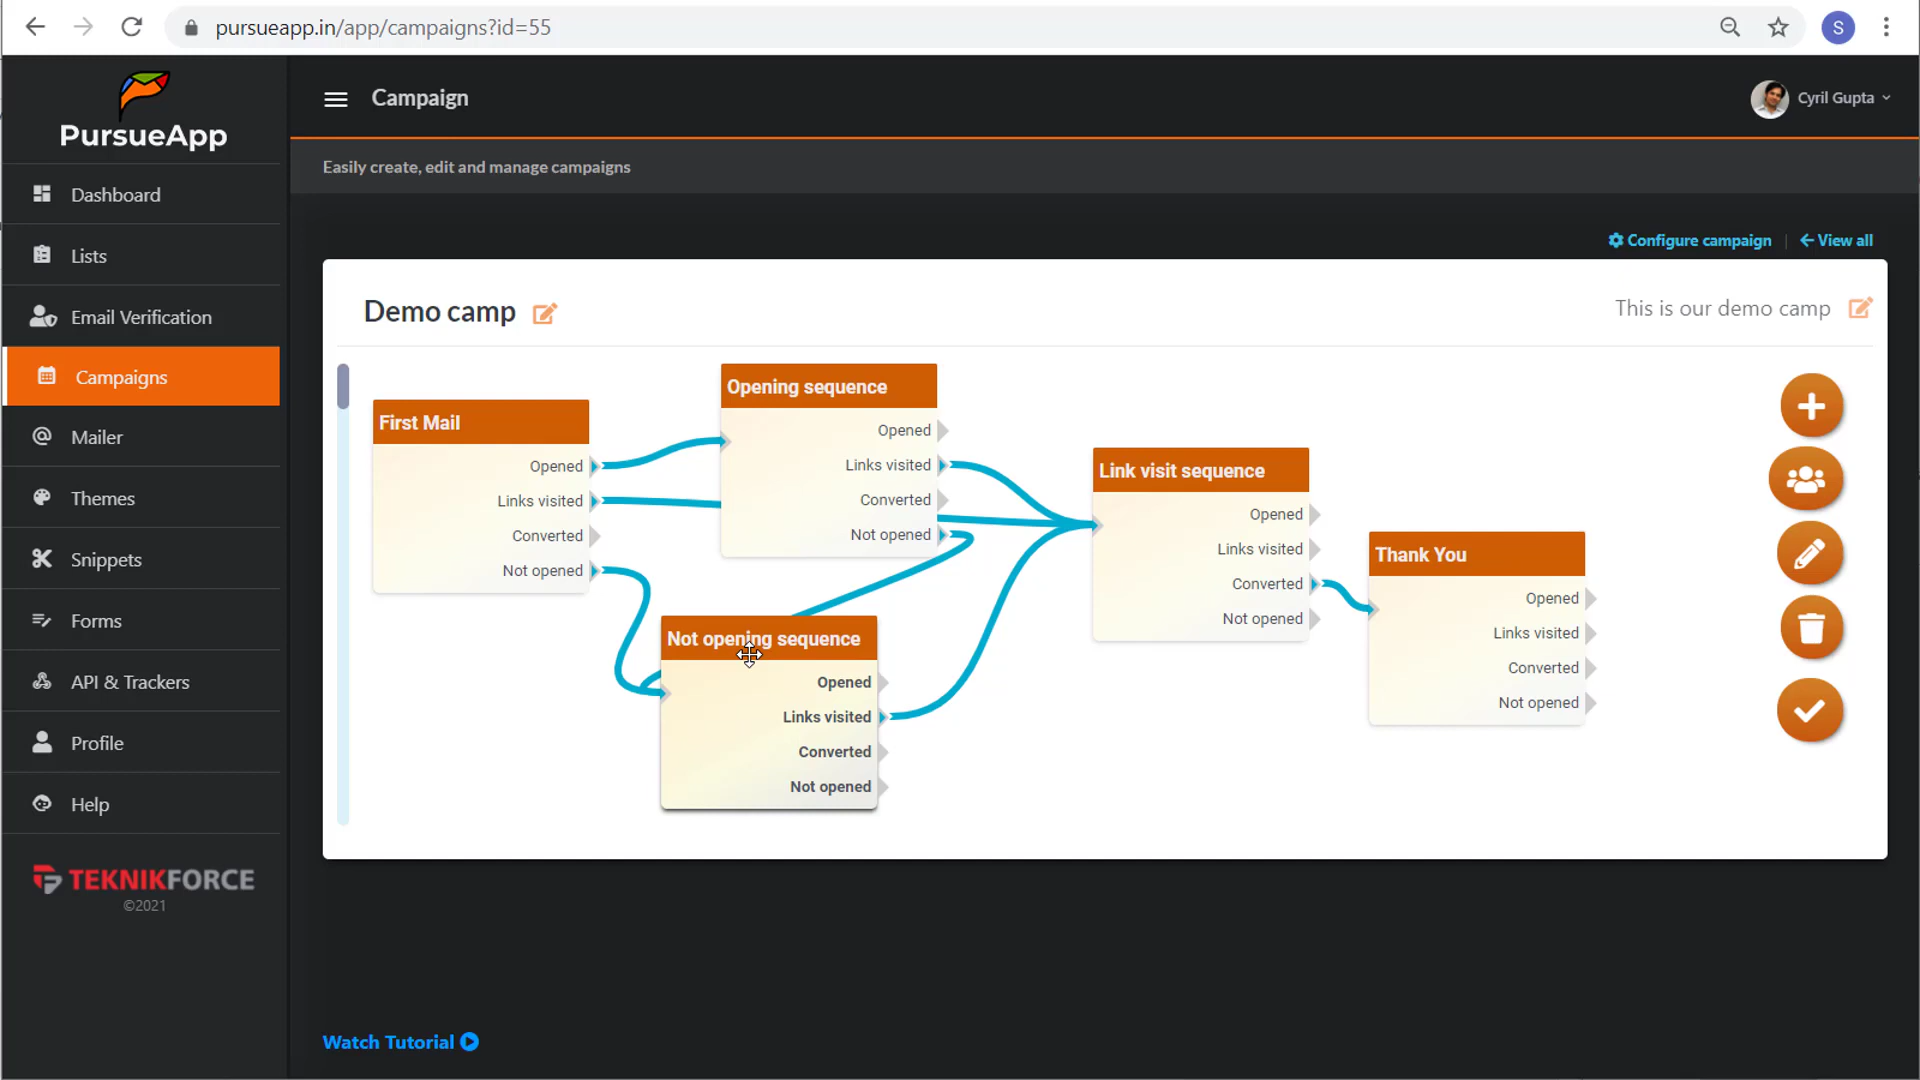 pursueapp.in/app/campaigns?id=55
S
PursueApp
Campaign
Cyril Gupta
Easily create, edit and manage campaigns
Dashboard
Lists
Email Verification
Campaigns
Mailer
Themes
Snippets
Forms
API & Trackers
Profile
Help
TEKNIKFORCE
©2021
Configure campaign | View all
Demo camp
This is our demo camp
First Mail
Opened
Links visited
Converted
Not opened
Opening sequence
Opened
Links visited
Converted
Not opened
Not opening sequence
Opened
Links visited
Converted
Not opened
Link visit sequence
Opened
Links visited
Converted
Not opened
Thank You
Opened
Links visited
Converted
Not opened
Watch Tutorial